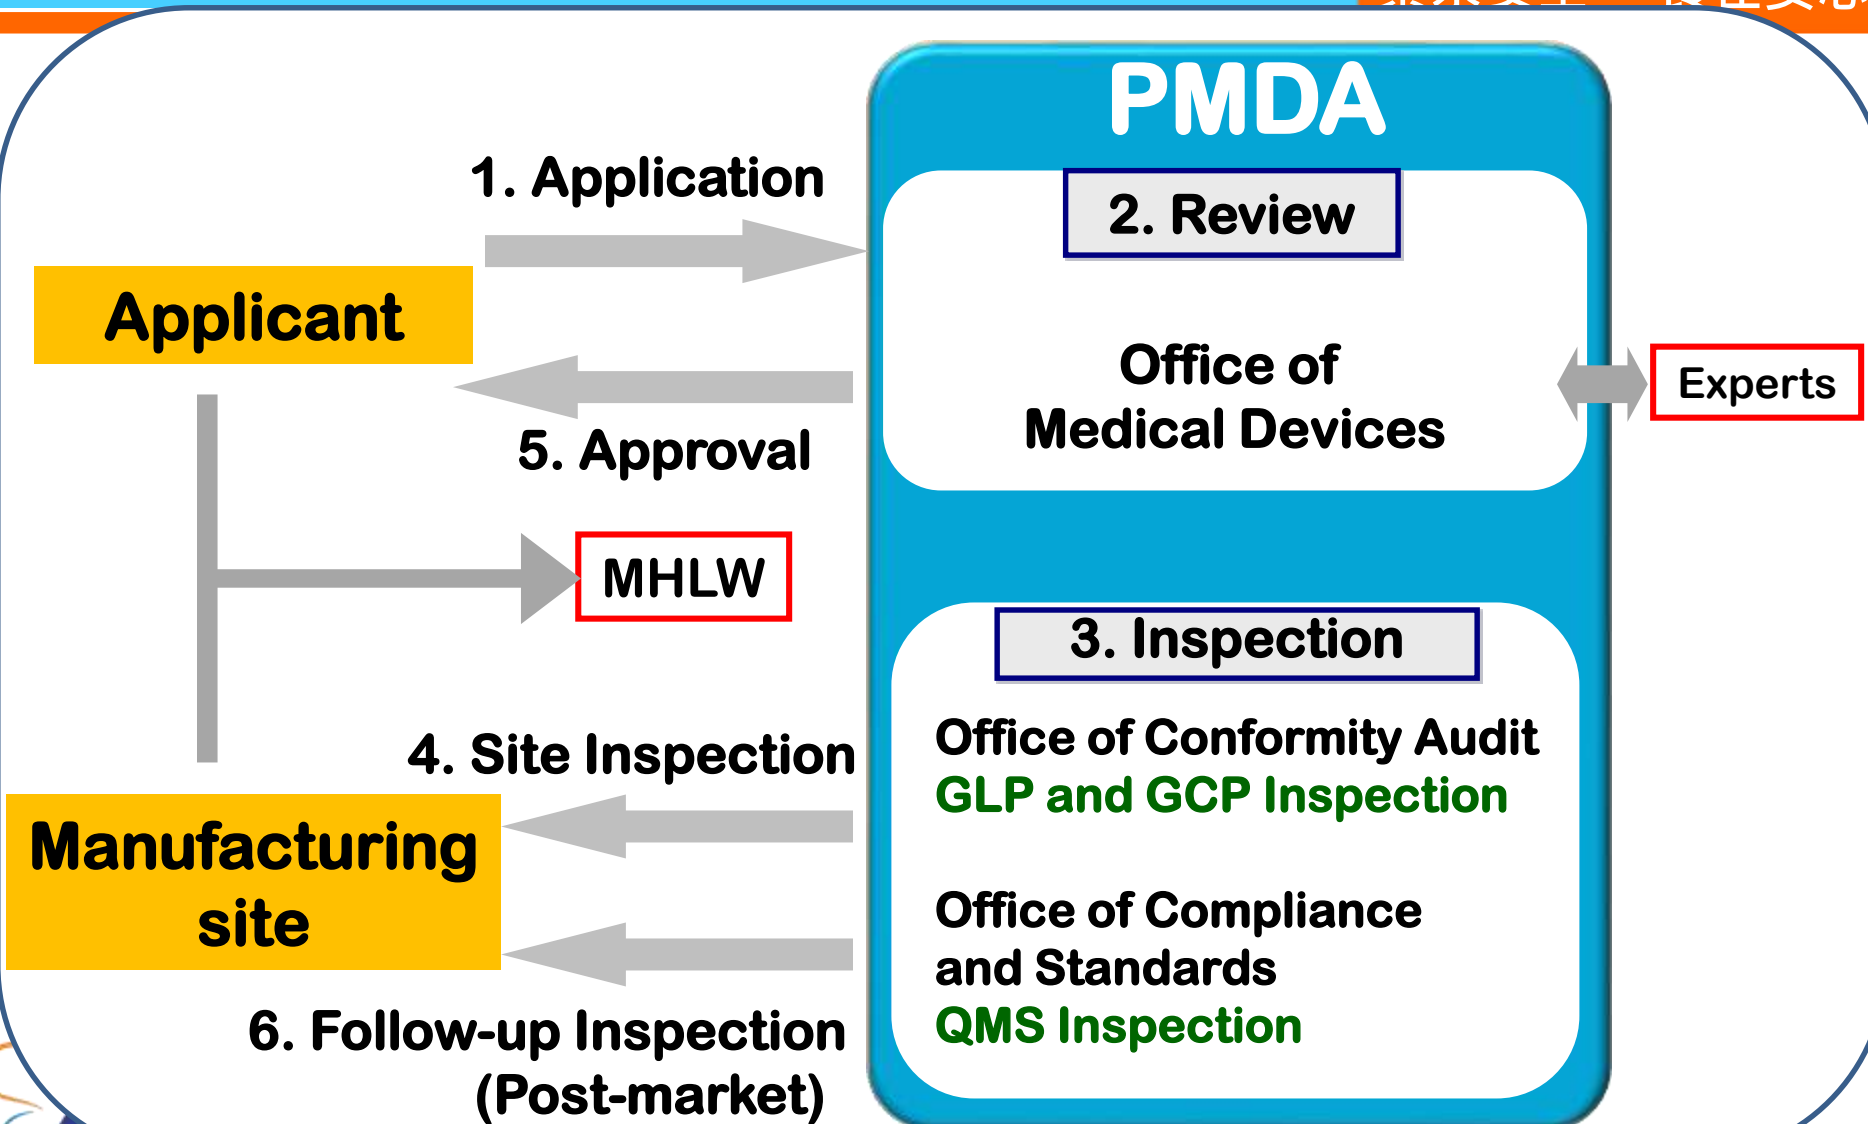 PMDA
1. Application
2. Review
Applicant
Office of
Medical Devices
Experts
5. Approval
MHLW
3. Inspection
4. Site Inspection
Office of Conformity Audit
GLP and GCP Inspection
Manufacturing
site
Office of Compliance
and Standards
QMS Inspection
6. Follow-up Inspection
(Post-market)